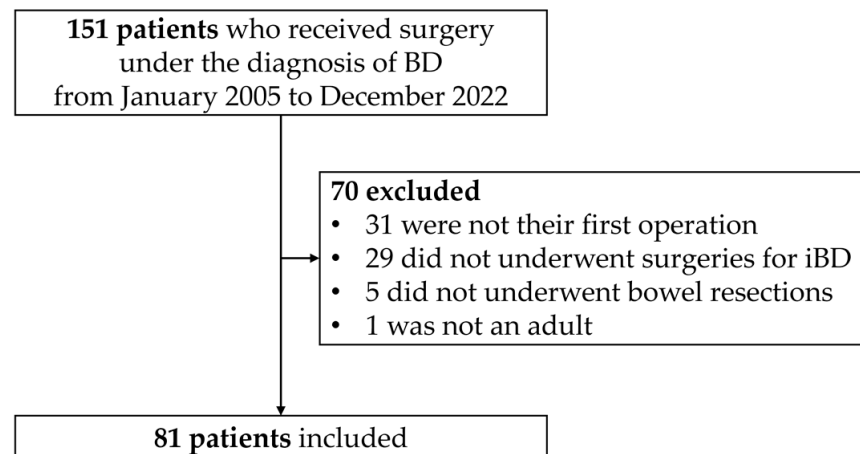 151 patients who received surgery
under the diagnosis of BD
from January 2005 to December 2022
70 excluded
• 31 were not their first operation
• 29 did not underwent surgeries for iBD
• 5 did not underwent bowel resections
• 1 was not an adult
81 patients included